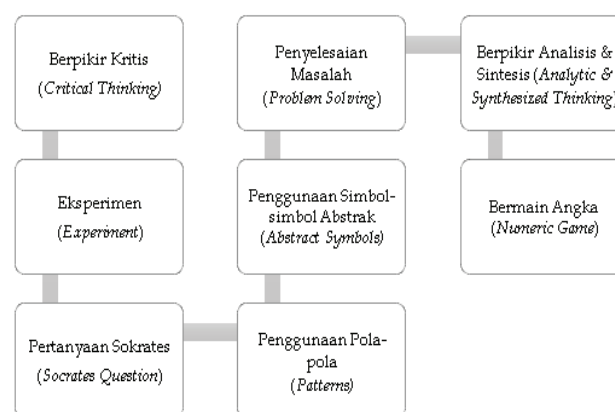 Berpikir Kritis
(Critical Thinking)
Eksperimen
(Experiment)
Pertanyaan Sokrates
(Socrates Question)
Penggunaan Pola-
pola
(Patterns)
Penggunaan Simbol-
simbol Abstrak
(Abstract Symbols)
Penyelesaian
Masalah
(Problem Solving)
Berpikir Analisis &
Sintesis (Analytic &
Synthesized Thinking)
Bermain Angka
(Numeric Game)